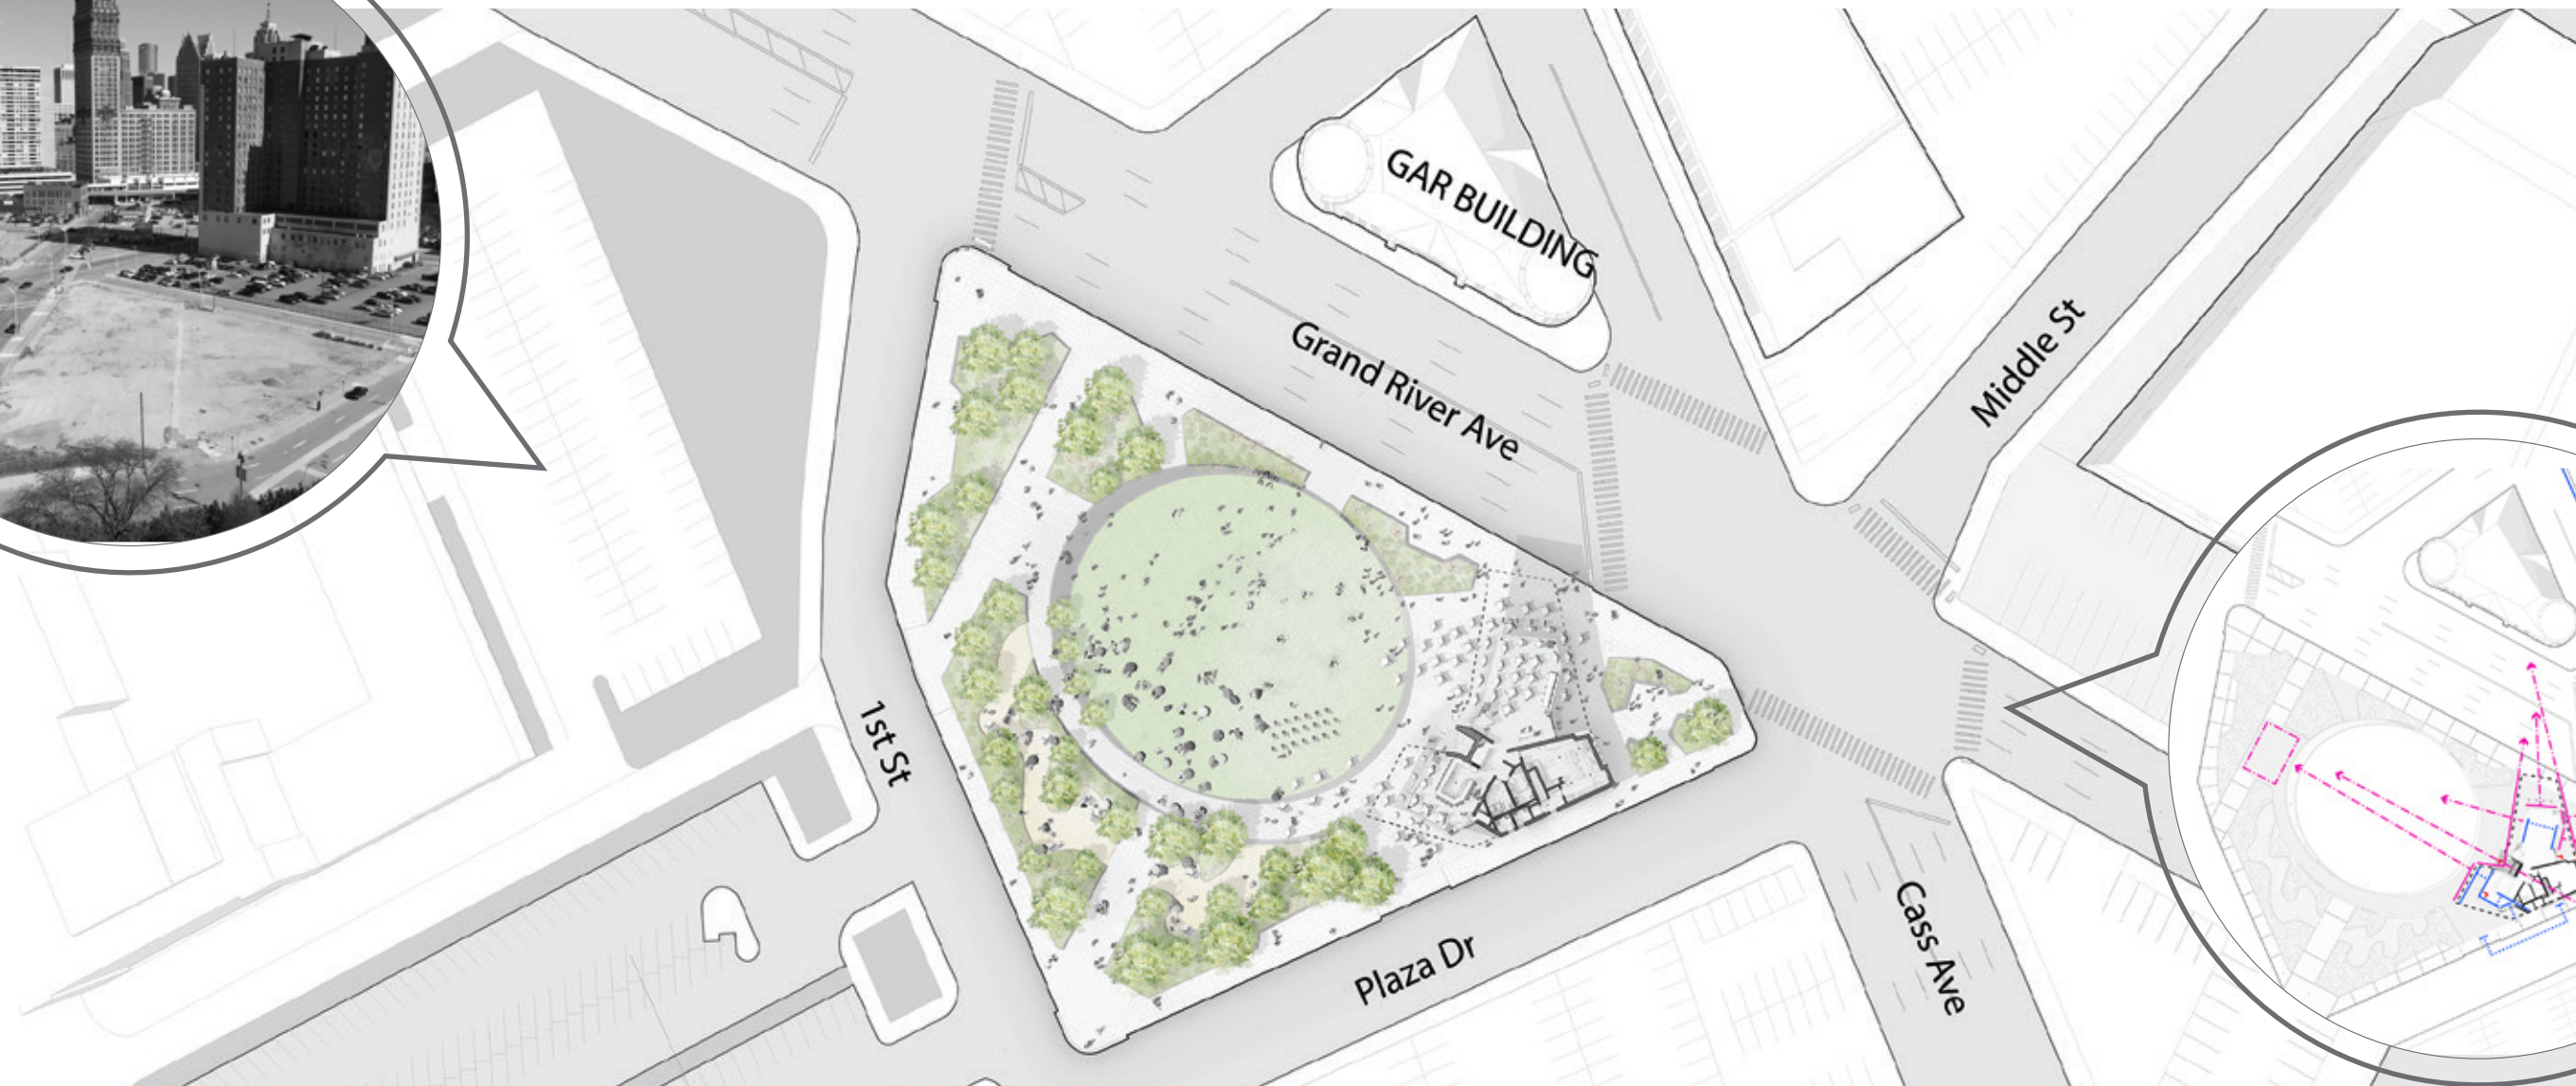 GAR BUILDING
Grand River Ave
Middle St
1st St
Plaza Dr
Cass Ave